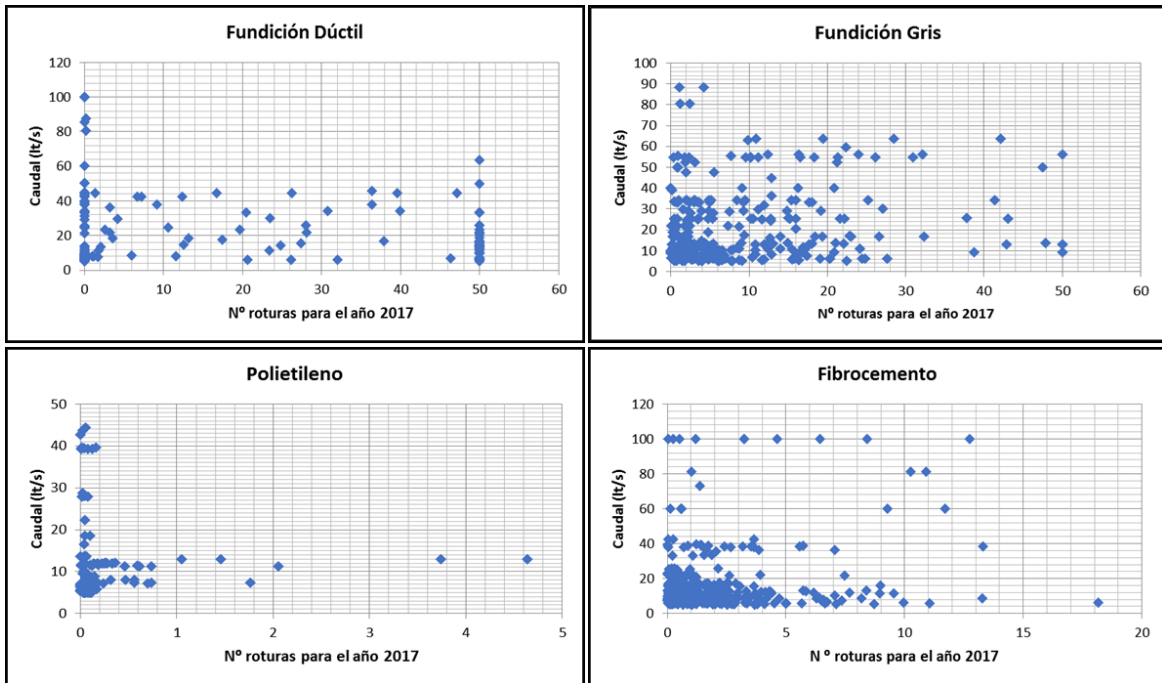 Fundición Dúctil
120
100
80
60
40
20
0
Caudal (lt/s)
0 10 20 30 40 50 60
Nº roturas para el año 2017
Fundición Gris
100
90
80
70
60
50
40
30
20
10
0
Caudal (lt/s)
0 10 20 30 40 50 60
Nº roturas para el año 2017
Polietileno
50
40
30
20
10
0
Caudal (lt/s)
0 1 2 3 4 5
Nº roturas para el año 2017
Fibrocemento
120
100
80
60
40
20
0
Caudal (lt/s)
0 5 10 15 20
N º roturas para el año 2017